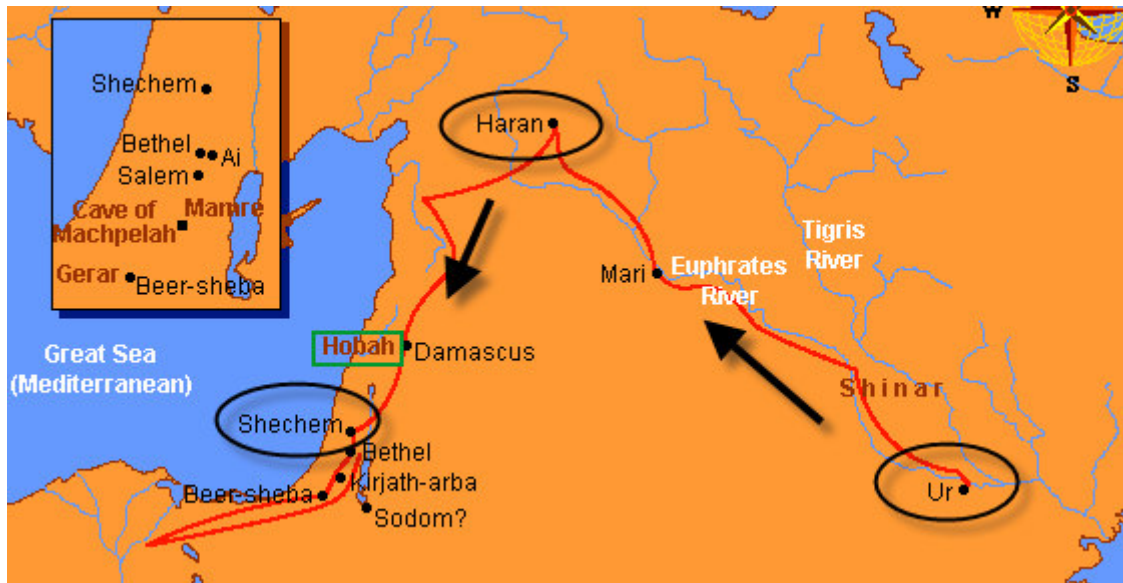 Shechem
Bethel
Ai
Salem
Cave of
Machpelah
Mamre
Gerar
Beer-sheba
W
S
Haran
Mari
Euphrates
River
Tigris
River
Hobah
Damascus
Great Sea
(Mediterranean)
Shinar
Shechem
Bethel
Kirjath-arba
Beer-sheba
Sodom?
Ur